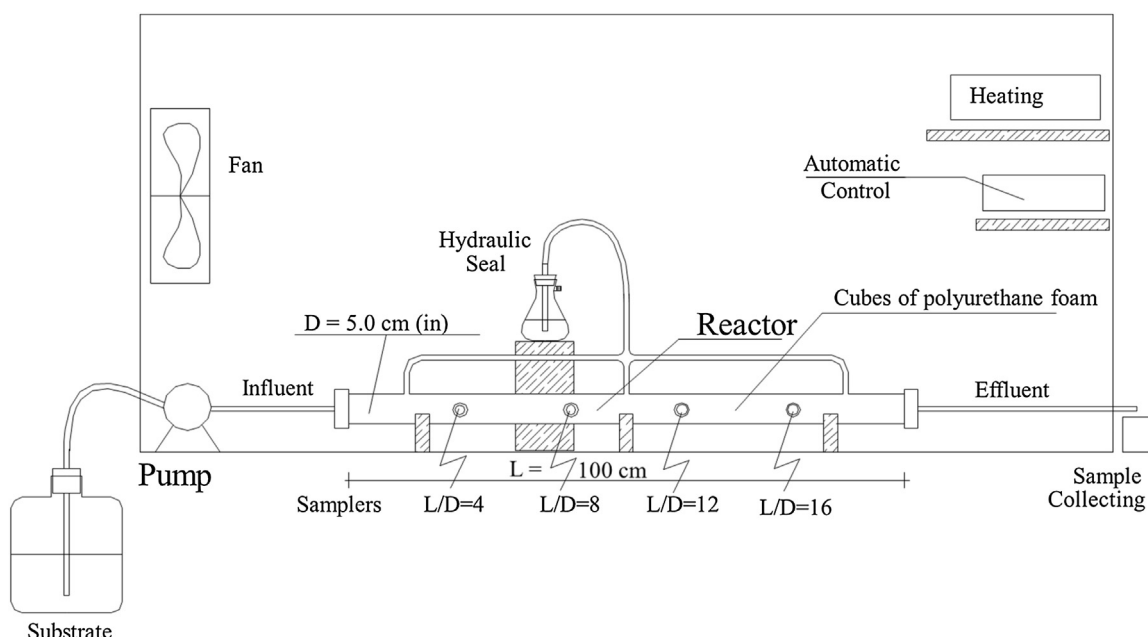 Heating
Fan
Automatic
Control
Hydraulic
Seal
Cubes of polyurethane foam
D = 5.0 cm (in)
Reactor
Influent
Effluent
Pump
L = 100 cm
Samplers
L/D=4
L/D=8
L/D=12
L/D=16
Sample
Collecting
Substrate